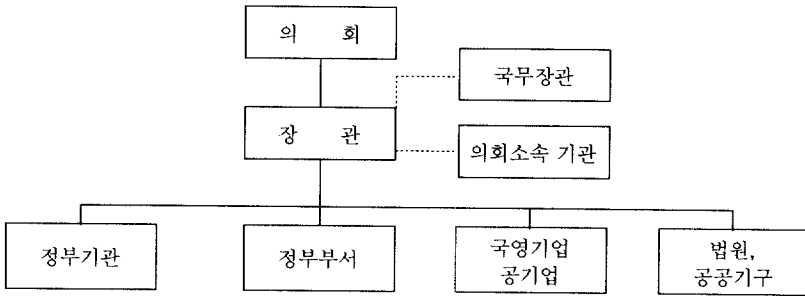 의 회
국무장관
장 관
의회소속 기관
정부기관
정부부서
국영기업
공기업
법원,
공공기구